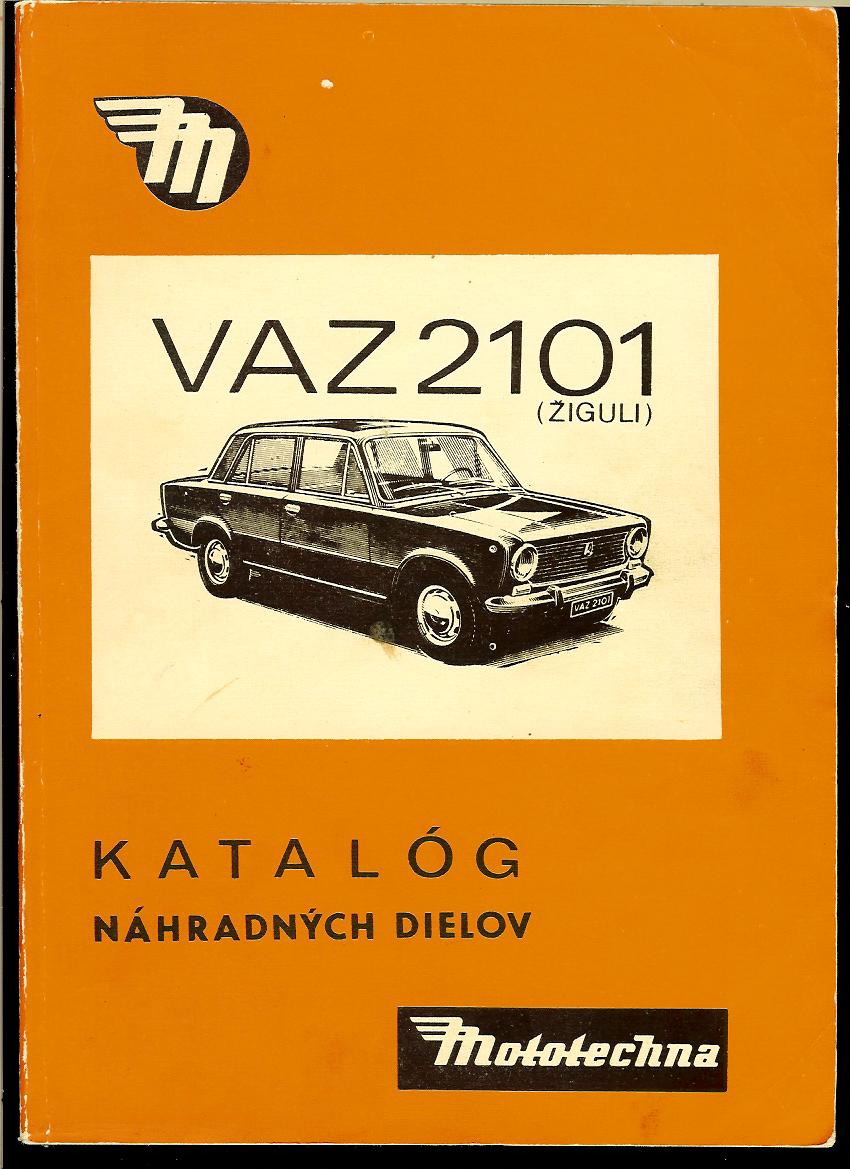 M
VAZ 2101
(ŽIGULI)
VAZ 2101
KATALÓG
NÁHRADNÝCH DIELOV
Mototechna